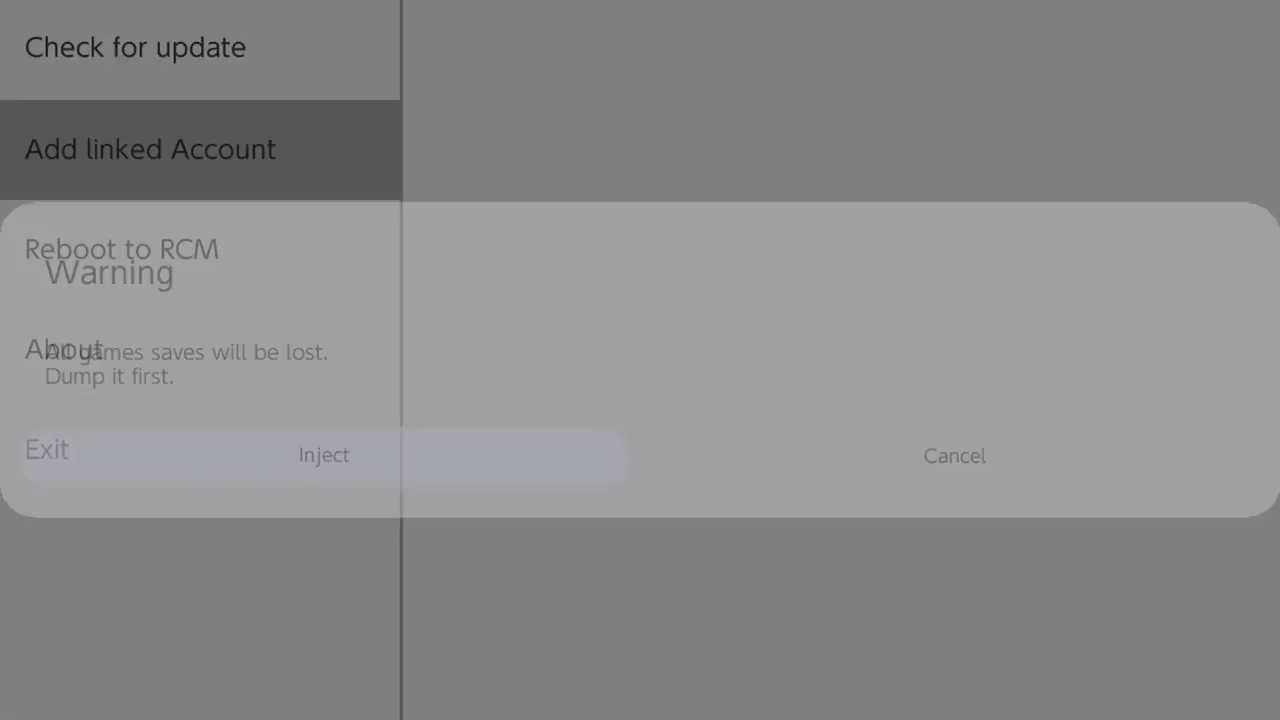 Check for update
Add linked Account
Reboot to RCM
Warning
About
All games saves will be lost.
Dump it first.
Exit
Inject
Cancel